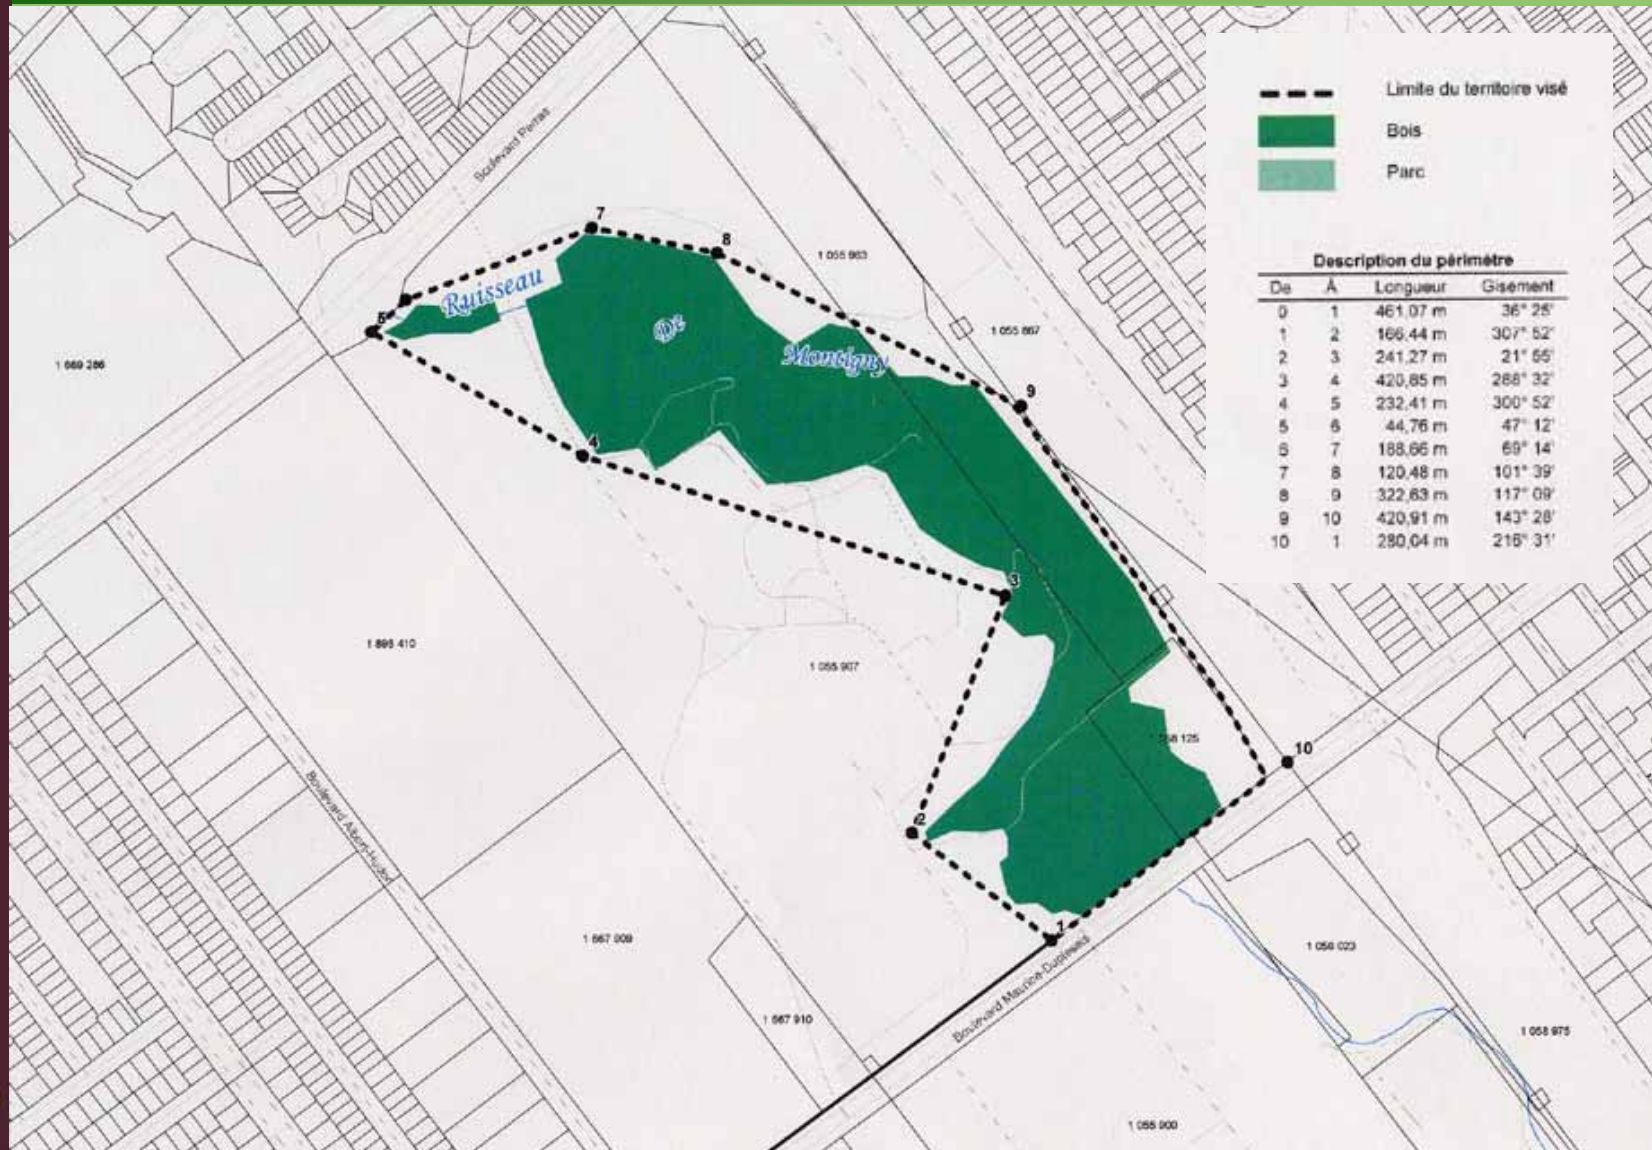 Limite du territoire visé
Bois
Parc
Description du périmètre
De À Longueur Gisement
0 1 461,07 m 36° 25'
1 2 166,44 m 307° 52'
2 3 241,27 m 21° 55'
3 4 420,85 m 288° 32'
4 5 232,41 m 300° 52'
5 6 44,76 m 47° 12'
6 7 188,66 m 69° 14'
7 8 120,48 m 101° 39'
8 9 322,63 m 117° 09'
9 10 420,91 m 143° 28'
10 1 280,04 m 216° 31'
Boulevard Perras
7
8
1 055 963
Ruisseau
De
Montigny
5
1 055 867
1 669 286
9
4
3
1 895 410
1 055 907
10
Boulevard Albert-Hudon
2
1
1 667 909
1 056 023
Boulevard Maurice-Duplessis
1 667 910
1 058 975
1 055 900